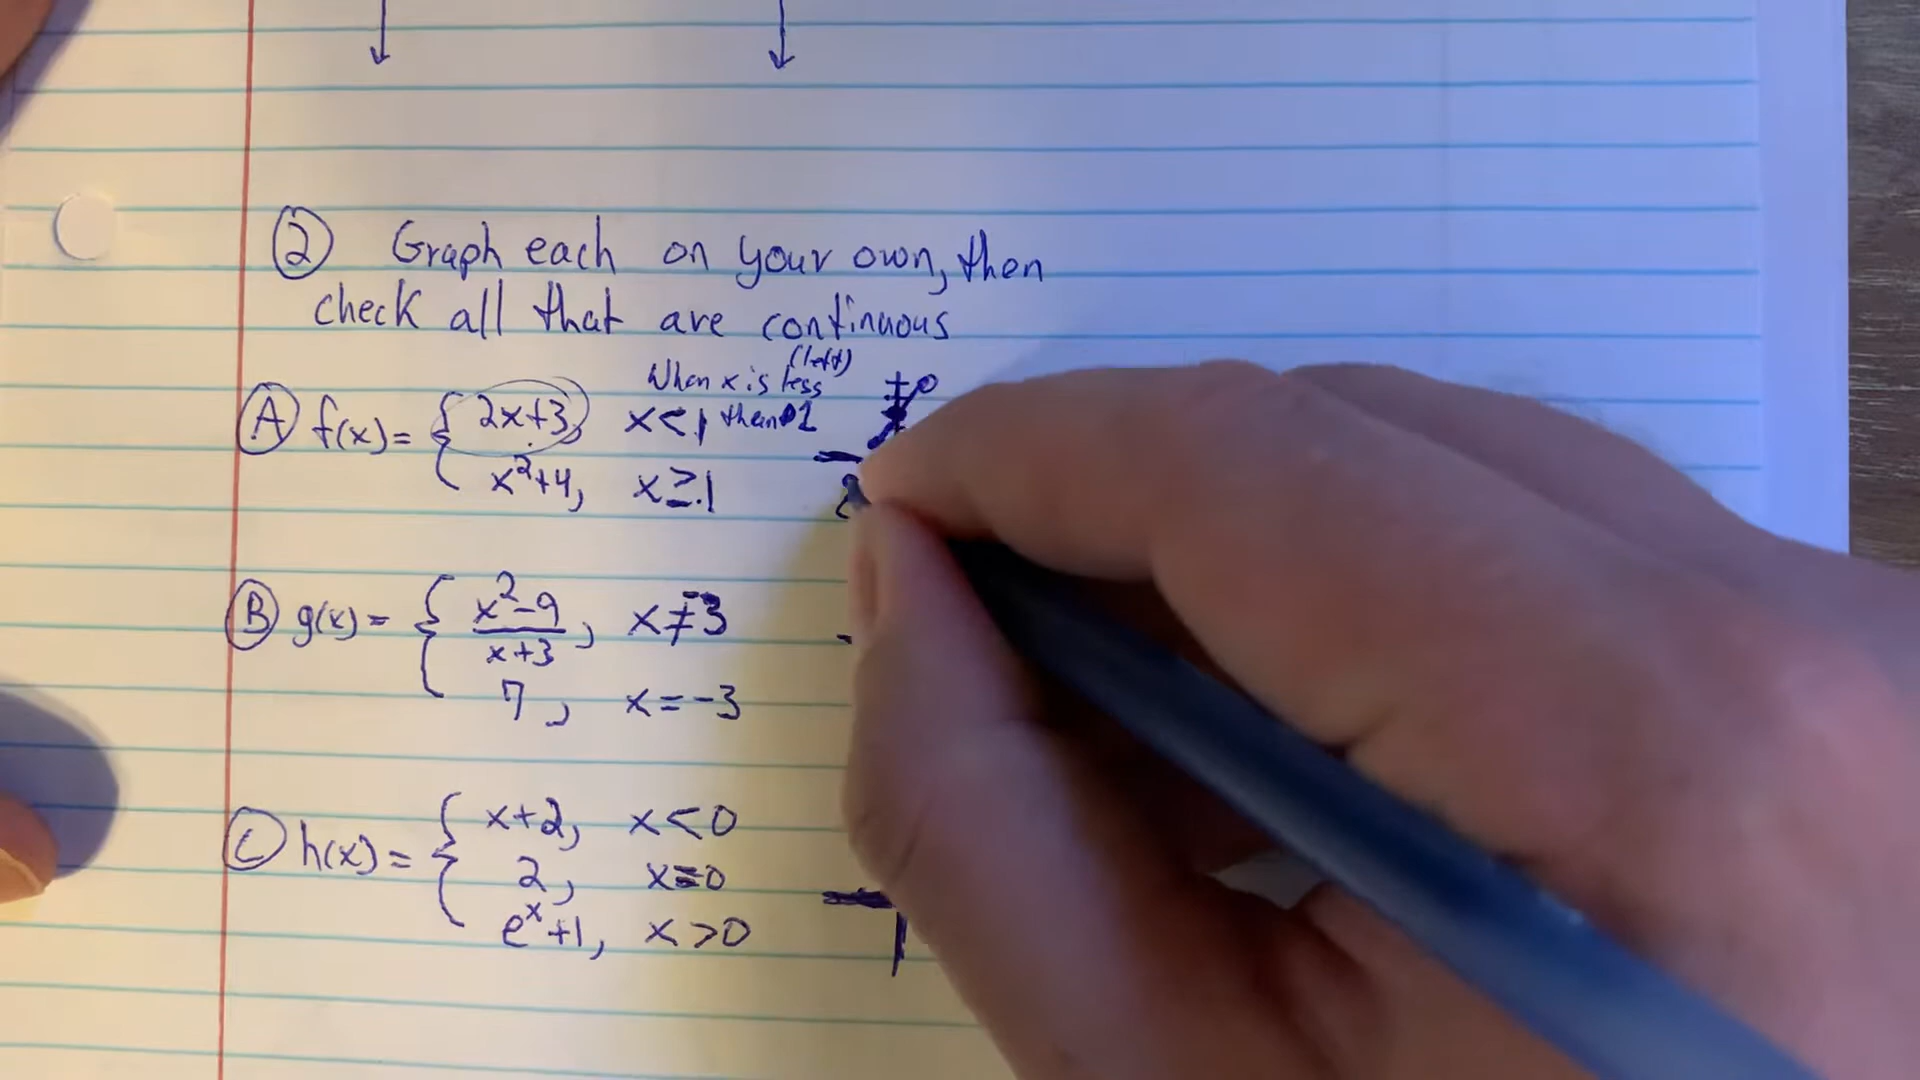 ② Graph each on your own, then
check all that are continuous
(left)
When x is less
Ⓐ f(x) = { 2x+3, x<1 than 1
x²+4, x≥1
Ⓑ g(x) = { x²-9/x+3, x≠-3
7, x=-3
Ⓒ h(x) = { x+2, x<0
2, x=0
eˣ+1, x>0